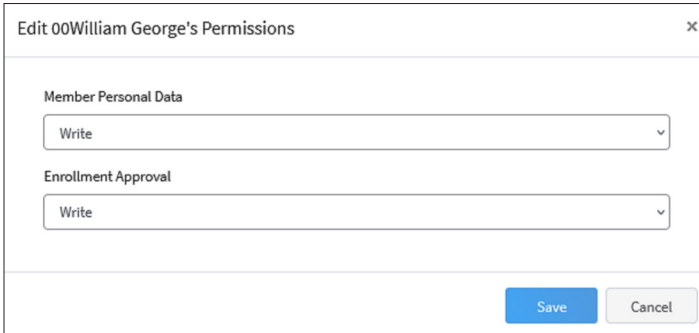 Edit 00William George's Permissions ×
Member Personal Data
Write
Enrollment Approval
Write
Save Cancel